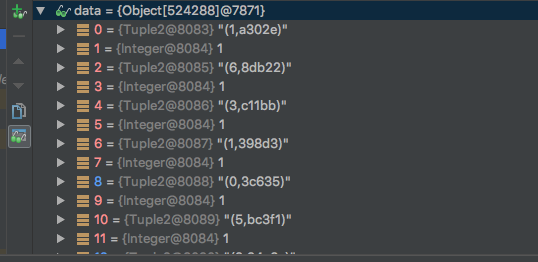 data = {Object[524288]@7871}
0 = {Tuple2@8083} "(1,a302e)"
1 = {Integer@8084} 1
2 = {Tuple2@8085} "(6,8db22)"
3 = {Integer@8084} 1
4 = {Tuple2@8086} "(3,c11bb)"
5 = {Integer@8084} 1
6 = {Tuple2@8087} "(1,398d3)"
7 = {Integer@8084} 1
8 = {Tuple2@8088} "(0,3c635)"
9 = {Integer@8084} 1
10 = {Tuple2@8089} "(5,bc3f1)"
11 = {Integer@8084} 1